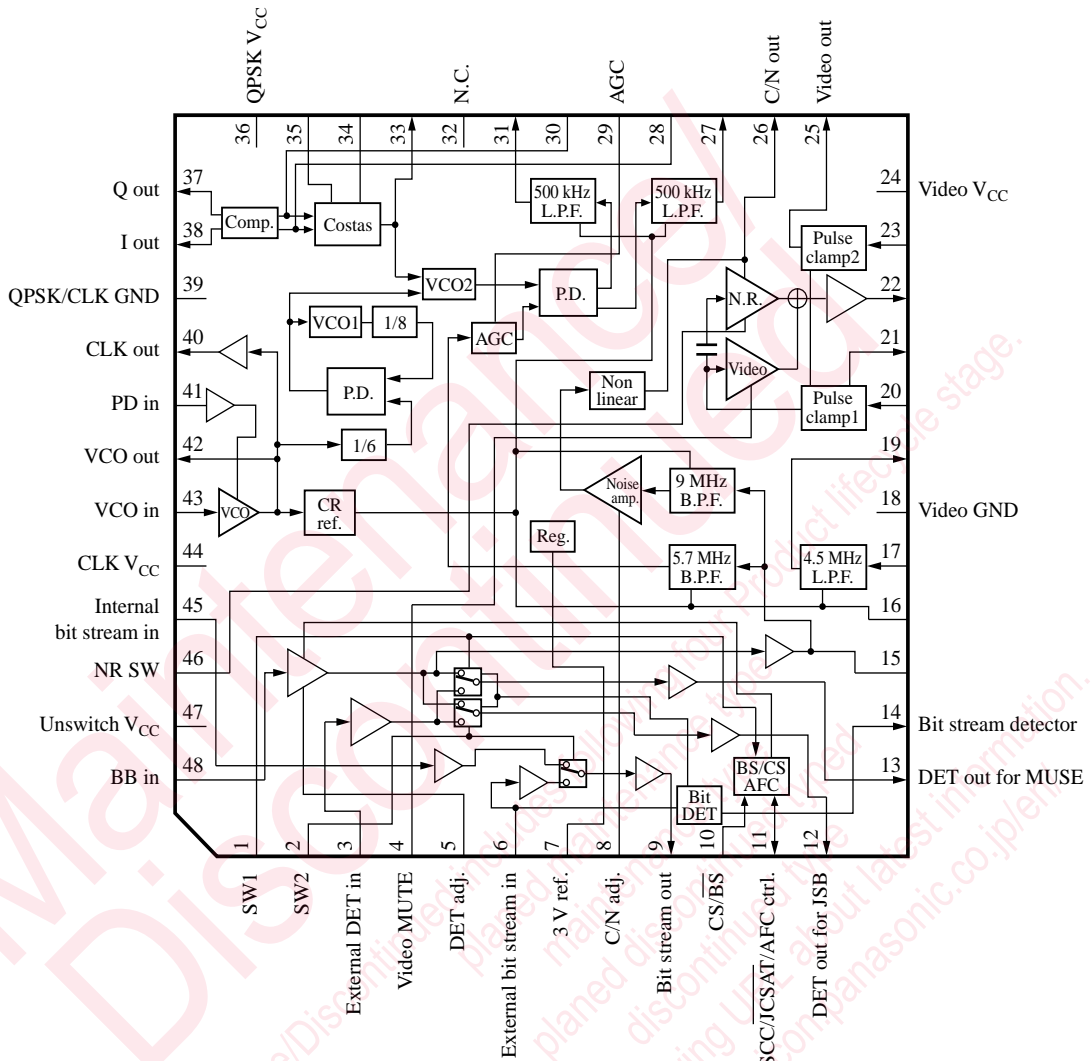 QPSK VCC
N.C.
AGC
C/N out
Video out
36
35
34
33
32
31
30
29
28
27
26
25
37
Q out
38
I out
39
QPSK/CLK GND
40
CLK out
41
PD in
42
VCO out
43
VCO in
44
CLK VCC
45
Internal
bit stream in
46
NR SW
47
Unswitch VCC
48
BB in
24
Video VCC
23
22
21
20
19
18
Video GND
17
16
15
14
Bit stream detector
13
DET out for MUSE
Comp.
Costas
500 kHz
L.P.F.
500 kHz
L.P.F.
Pulse
clamp2
VCO2
P.D.
N.R.
VCO1
1/8
AGC
Video
P.D.
Non
linear
Pulse
clamp1
1/6
VCO
CR
ref.
Noise
amp.
9 MHz
B.P.F.
Reg.
5.7 MHz
B.P.F.
4.5 MHz
L.P.F.
BS/CS
AFC
Bit
DET
1
2
3
4
5
6
7
8
9
10
11
12
SW1
SW2
External DET in
Video MUTE
DET adj.
External bit stream in
3 V ref.
C/N adj.
Bit stream out
CS/BS
SCC/JCSAT/AFC ctrl.
DET out for JSB
Maintenance/
Discontinued